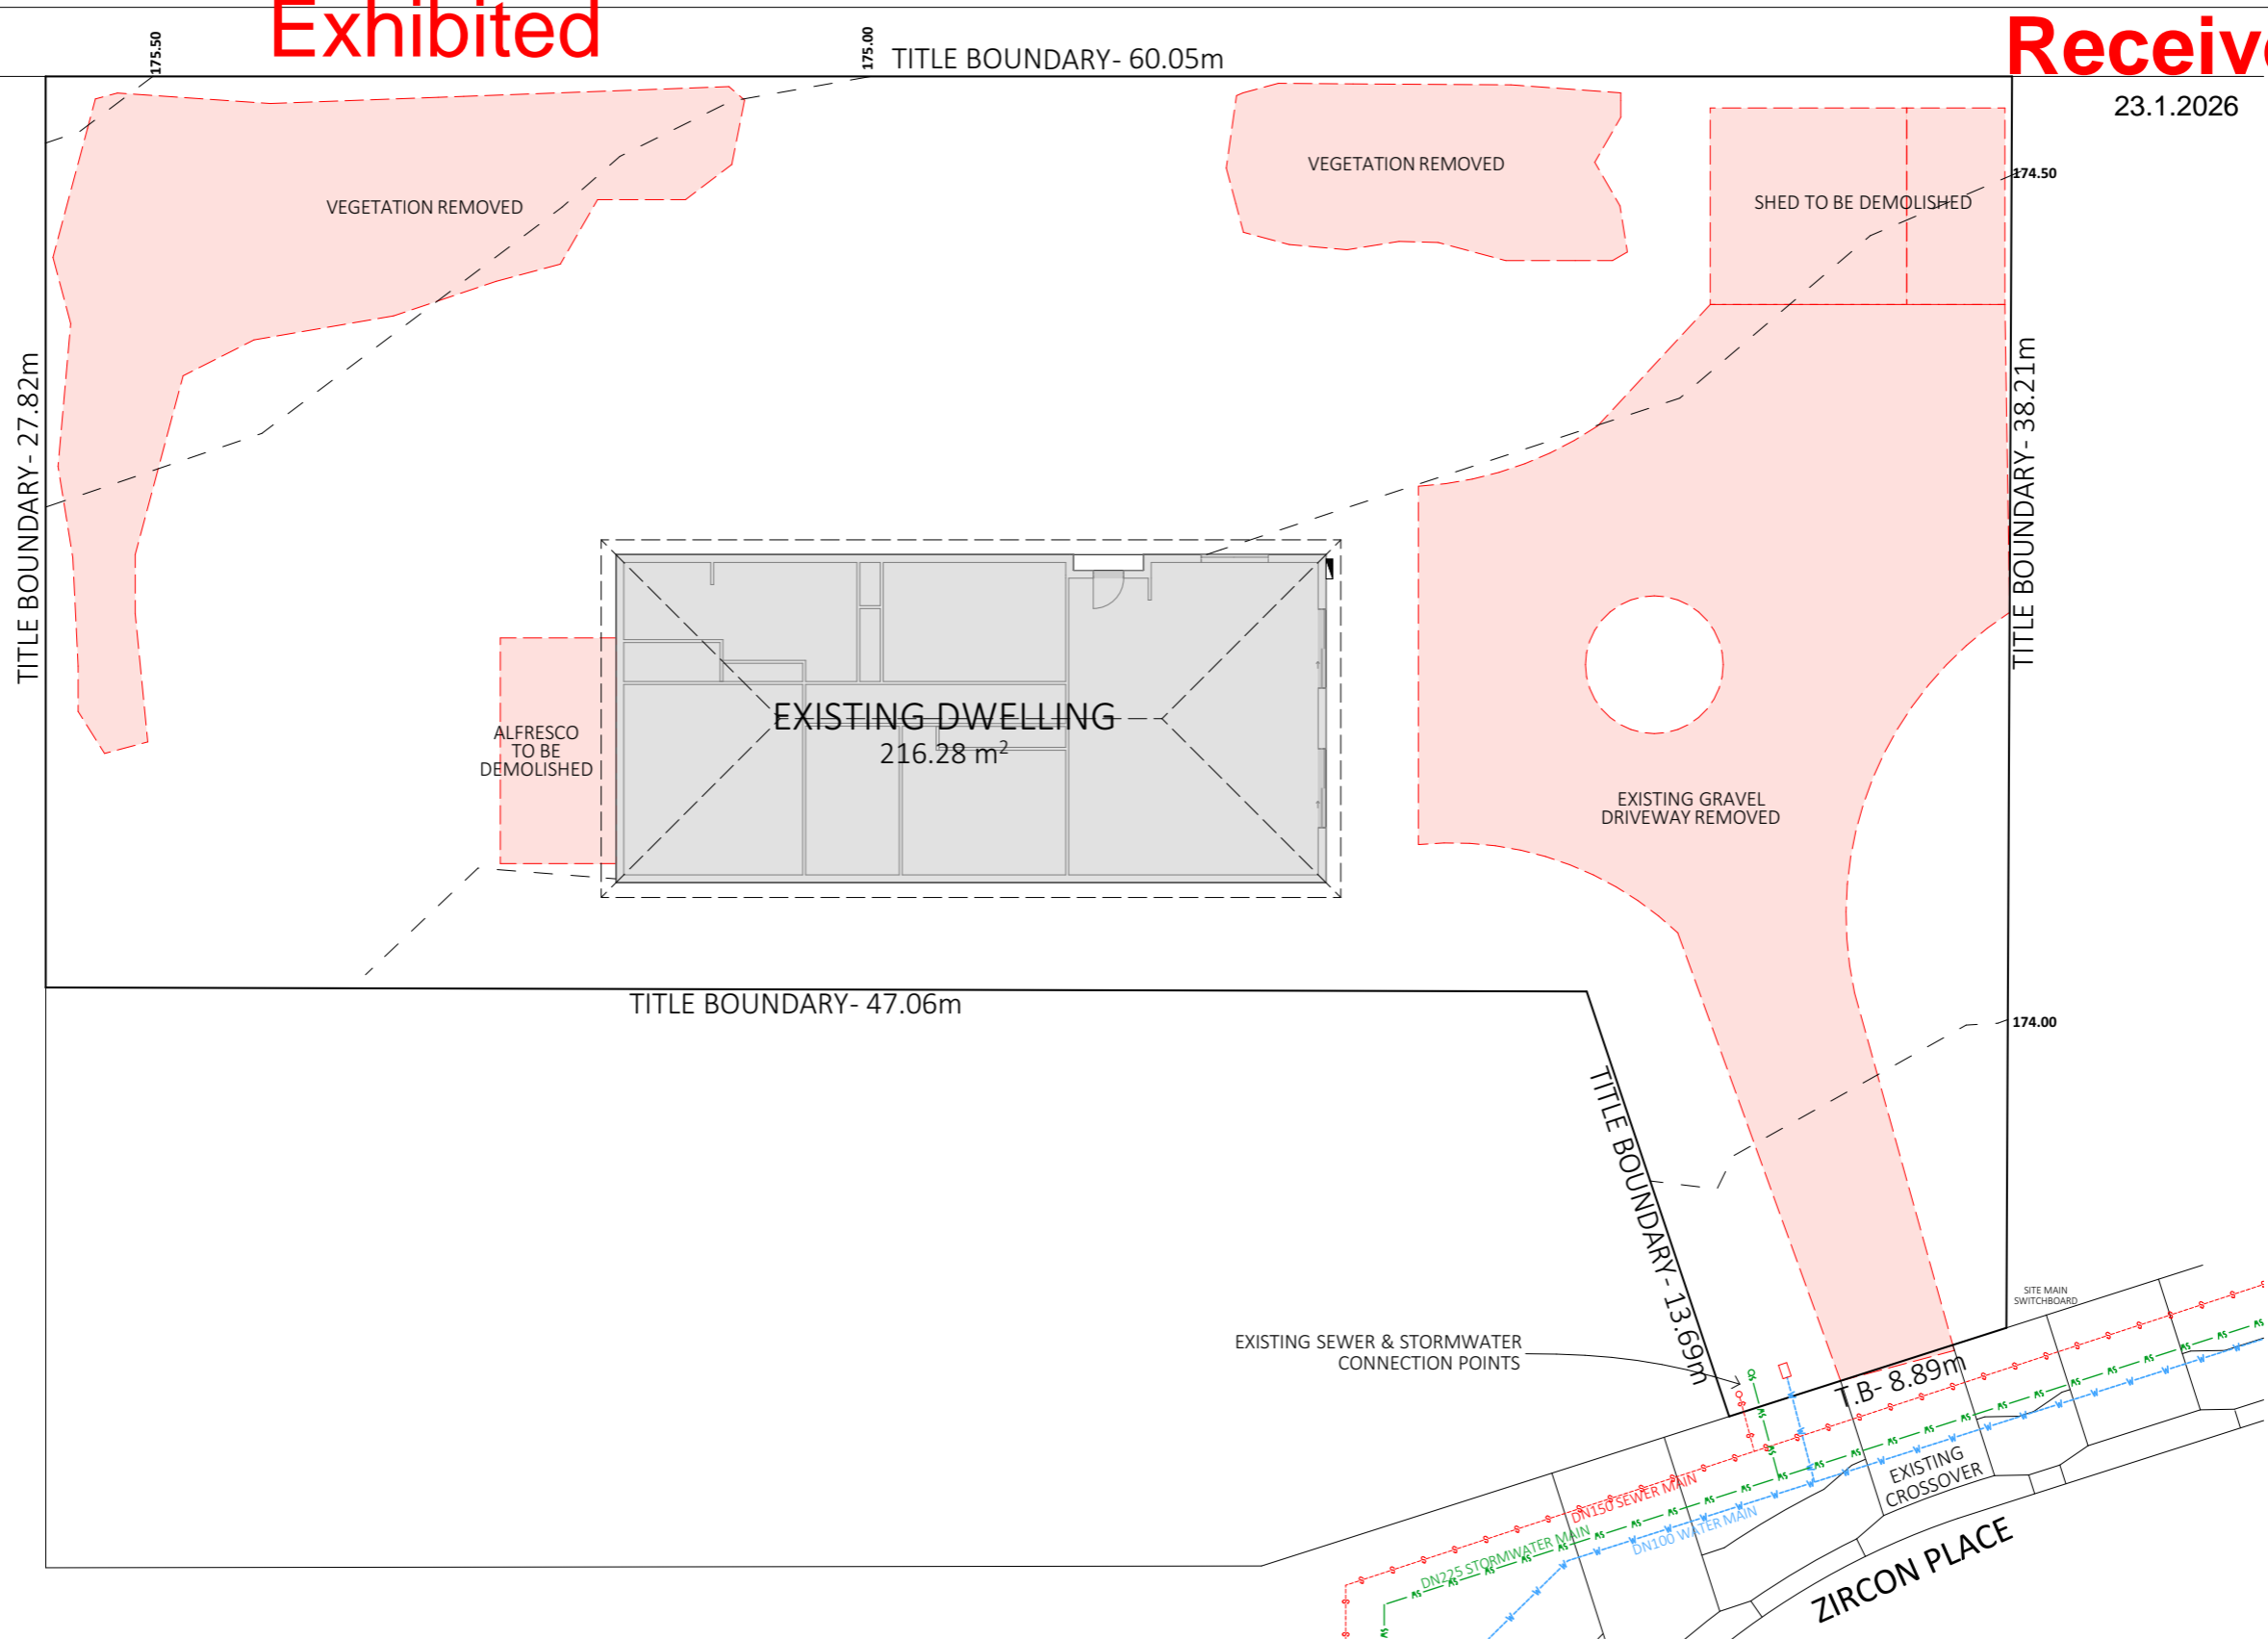 Exhibited
Receive
23.1.2026
175.50
175.00
TITLE BOUNDARY- 60.05m
174.50
VEGETATION REMOVED
VEGETATION REMOVED
SHED TO BE DEMOLISHED
TITLE BOUNDARY- 27.82m
TITLE BOUNDARY- 38.21m
EXISTING DWELLING
216.28 m²
ALFRESCO
TO BE
DEMOLISHED
EXISTING GRAVEL
DRIVEWAY REMOVED
TITLE BOUNDARY- 47.06m
174.00
TITLE BOUNDARY- 13.69m
SITE MAIN
SWITCHBOARD
EXISTING SEWER & STORMWATER
CONNECTION POINTS
T.B- 8.89m
EXISTING
CROSSOVER
DN150 SEWER MAIN
DN225 STORMWATER MAIN
DN100 WATER MAIN
ZIRCON PLACE